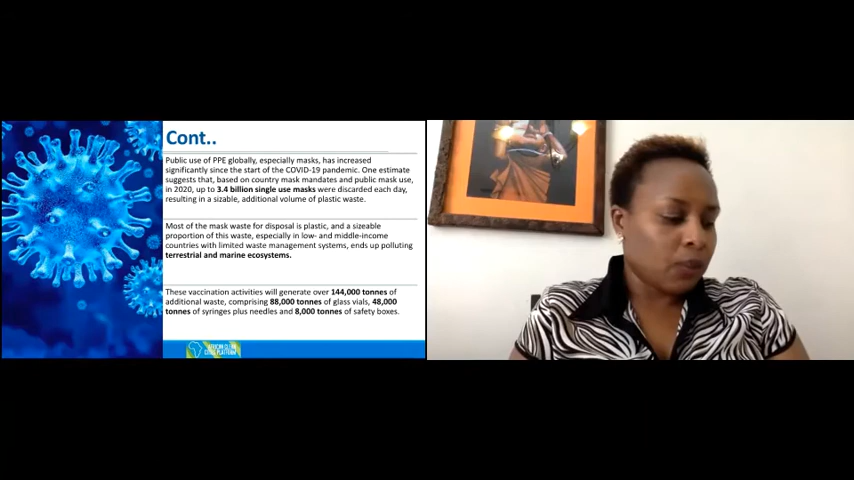 Cont..
Public use of PPE globally, especially masks, has increased
significantly since the start of the COVID-19 pandemic. One estimate
suggests that, based on country mask mandates and public mask use,
in 2020, up to 3.4 billion single use masks were discarded each day,
resulting in a sizable, additional volume of plastic waste.
Most of the mask waste for disposal is plastic, and a sizeable
proportion of this waste, especially in low- and middle-income
countries with limited waste management systems, ends up polluting
terrestrial and marine ecosystems.
These vaccination activities will generate over 144,000 tonnes of
additional waste, comprising 88,000 tonnes of glass vials, 48,000
tonnes of syringes plus needles and 8,000 tonnes of safety boxes.
AFRICAN CLEAN
CITIES PLATFORM